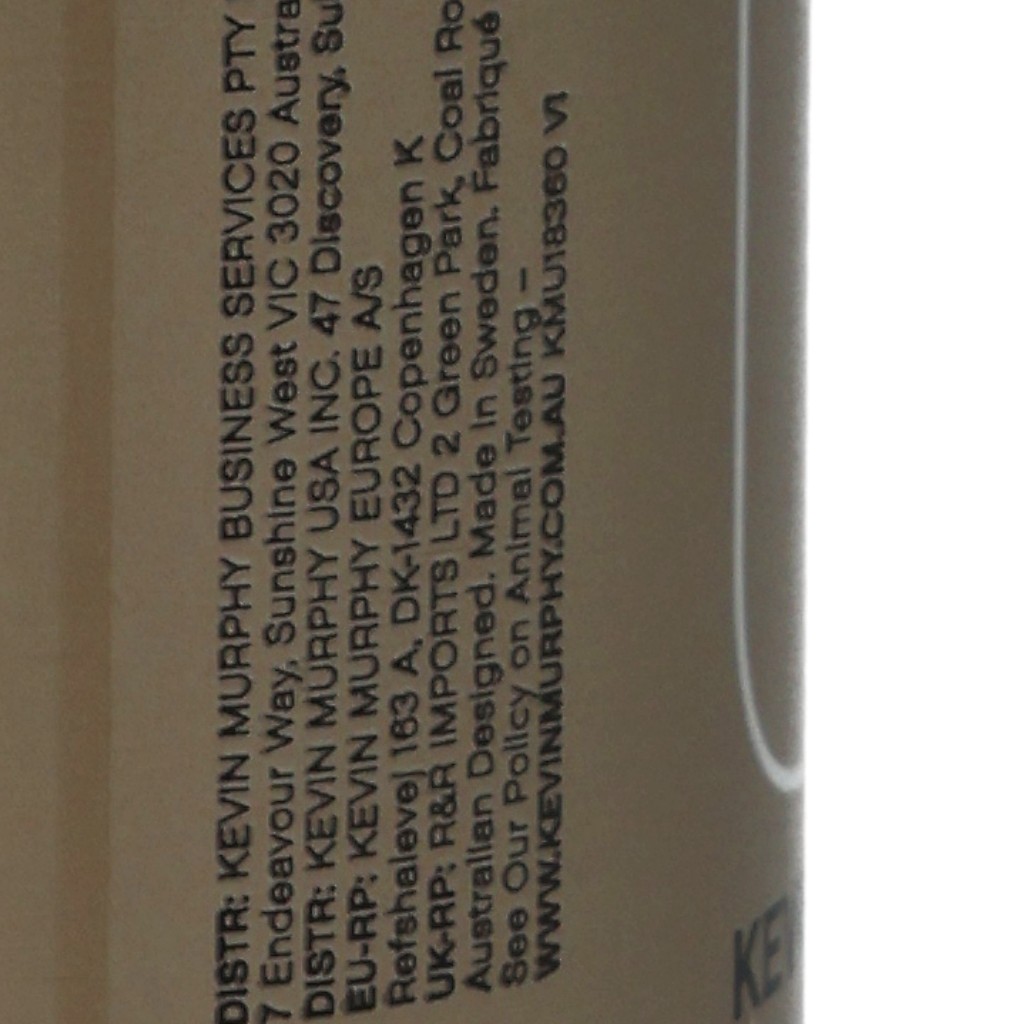 DISTR: KEVIN MURPHY BUSINESS SERVICES PTY
7 Endeavour Way, Sunshine West VIC 3020 Austra
DISTR: KEVIN MURPHY USA INC. 47 Discovery, Su
EU-RP: KEVIN MURPHY EUROPE A/S
Refshalevej 163 A, DK-1432 Copenhagen K
UK-RP: R&R IMPORTS LTD 2 Green Park, Coal Ro
Australian Designed. Made In Sweden. Fabriqué
See Our Policy on Animal Testing –
WWW.KEVINMURPHY.COM.AU KMU18360 V1
KEV